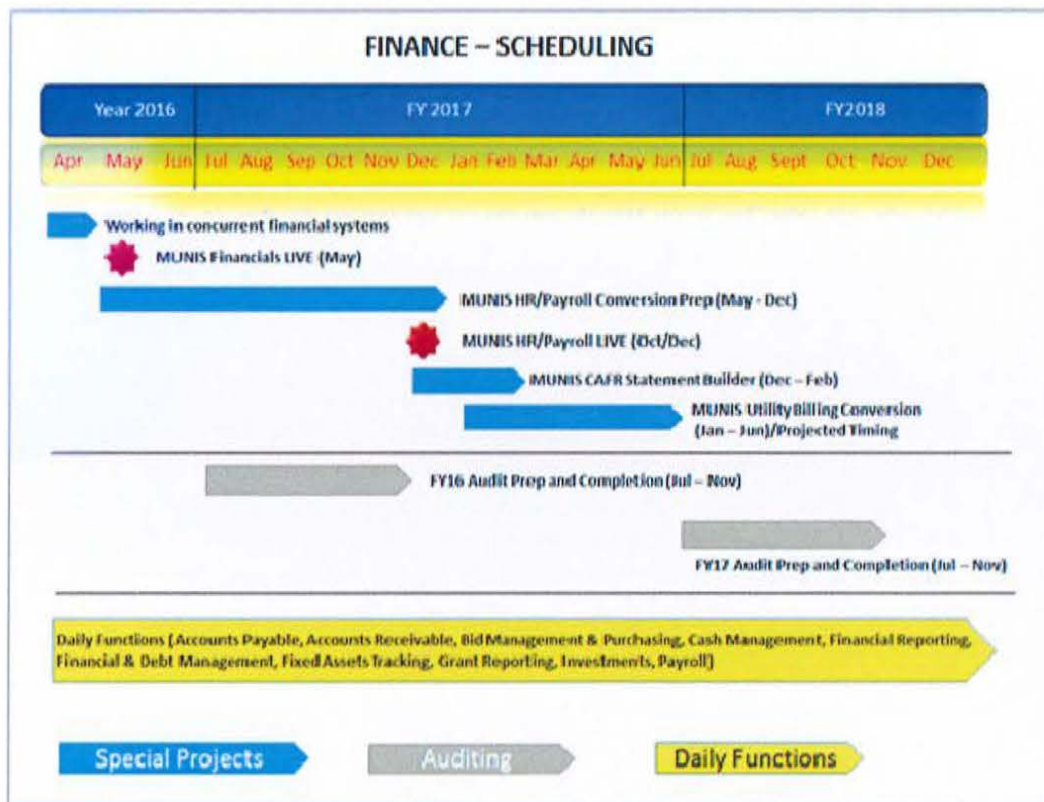 FINANCE – SCHEDULING
Year 2016 FY 2017 FY2018
Apr May Jun Jul Aug Sep Oct Nov Dec Jan Feb Mar Apr May Jun Jul Aug Sept Oct Nov Dec
Working in concurrent financial systems
MUNIS Financials LIVE (May)
MUNIS HR/Payroll Conversion Prep (May - Dec)
MUNIS HR/Payroll LIVE (Oct/Dec)
MUNIS CAFR Statement Builder (Dec – Feb)
MUNIS Utility Billing Conversion
(Jan – Jun)/Projected Timing
FY16 Audit Prep and Completion (Jul – Nov)
FY17 Audit Prep and Completion (Jul – Nov)
Daily Functions (Accounts Payable, Accounts Receivable, Bid Management & Purchasing, Cash Management, Financial Reporting,
Financial & Debt Management, Fixed Assets Tracking, Grant Reporting, Investments, Payroll)
Special Projects Auditing Daily Functions